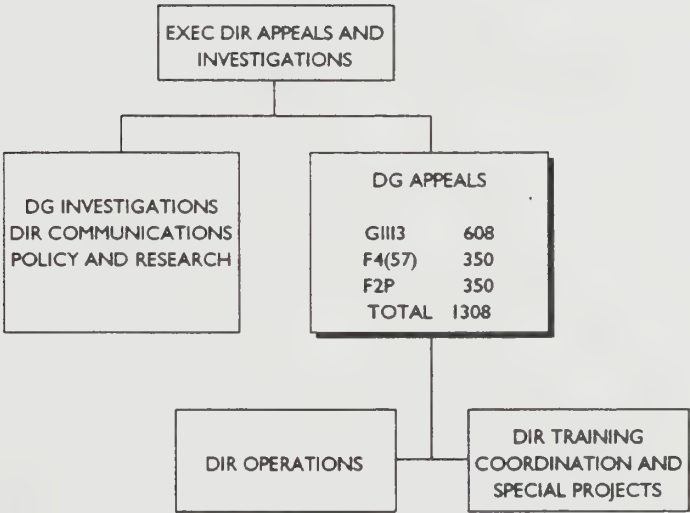 EXEC DIR APPEALS AND
INVESTIGATIONS
DG INVESTIGATIONS
DIR COMMUNICATIONS
POLICY AND RESEARCH
DG APPEALS
GIII3 608
F4(57) 350
F2P 350
TOTAL 1308
DIR OPERATIONS
DIR TRAINING
COORDINATION AND
SPECIAL PROJECTS